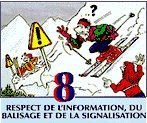 ?
!
8
RESPECT DE L'INFORMATION, DU
BALISAGE ET DE LA SIGNALISATION